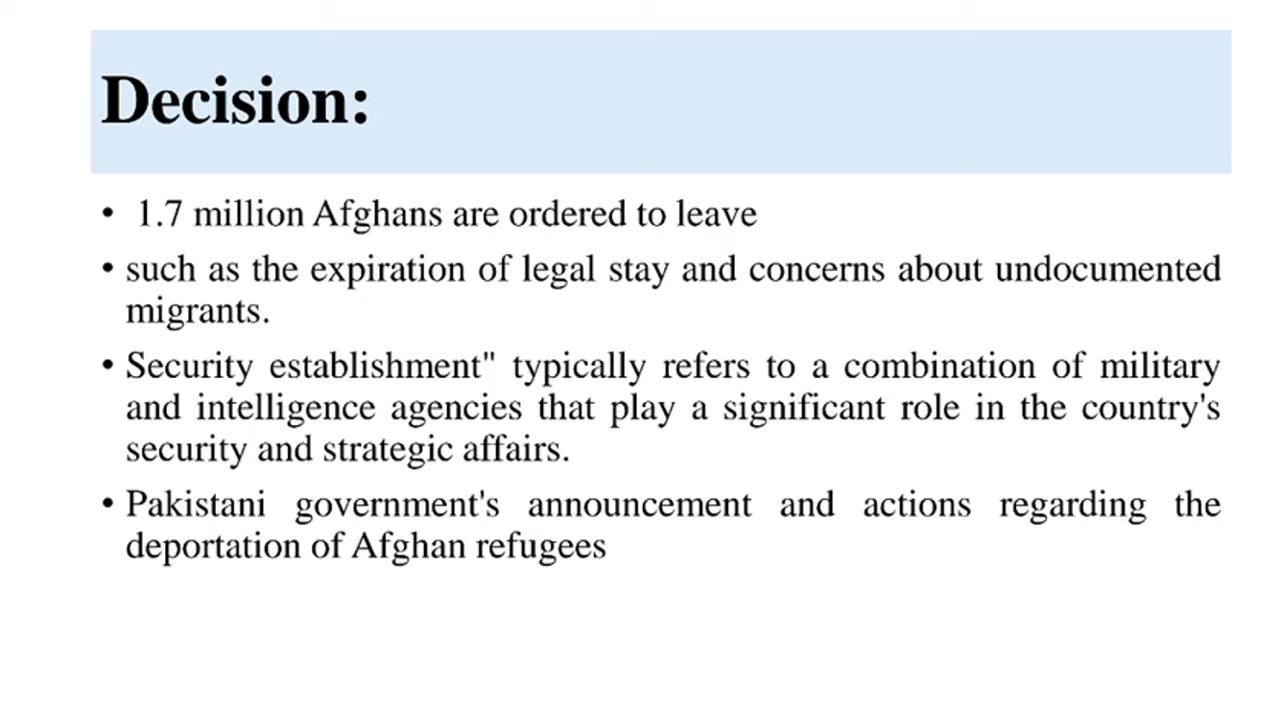 Decision:
• 1.7 million Afghans are ordered to leave
• such as the expiration of legal stay and concerns about undocumented
migrants.
• Security establishment" typically refers to a combination of military
and intelligence agencies that play a significant role in the country's
security and strategic affairs.
• Pakistani government's announcement and actions regarding the
deportation of Afghan refugees